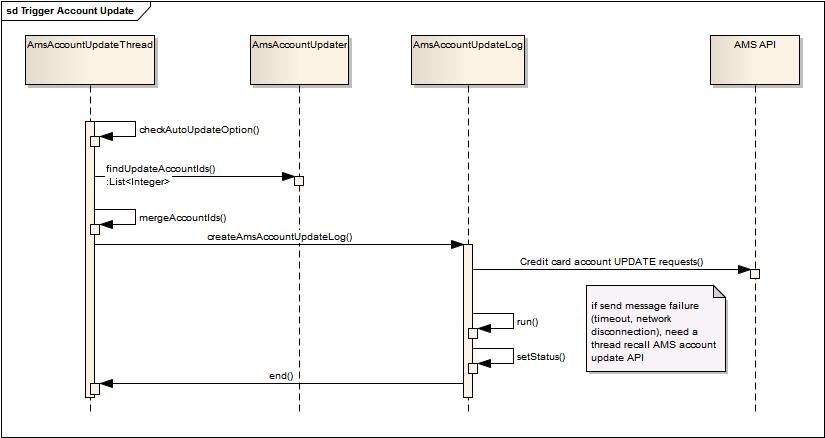 sd Trigger Account Update
AmsAccountUpdateThread
AmsAccountUpdater
AmsAccountUpdateLog
AMS API
checkAutoUpdateOption()
findUpdateAccountIds()
:List<Integer>
mergeAccountIds()
createAmsAccountUpdateLog()
Credit card account UPDATE requests()
if send message failure
(timeout, network
disconnection), need a
thread recall AMS account
update API
run()
setStatus()
end()